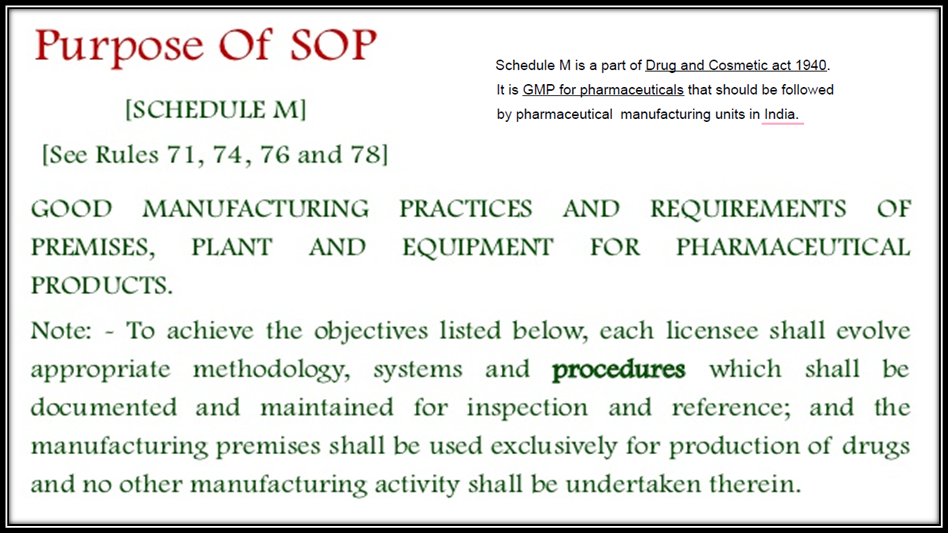 Purpose Of SOP
Schedule M is a part of Drug and Cosmetic act 1940.
It is GMP for pharmaceuticals that should be followed
by pharmaceutical manufacturing units in India.
[SCHEDULE M]
[See Rules 71, 74, 76 and 78]
GOOD MANUFACTURING PRACTICES AND REQUIREMENTS OF
PREMISES, PLANT AND EQUIPMENT FOR PHARMACEUTICAL
PRODUCTS.
Note: - To achieve the objectives listed below, each licensee shall evolve
appropriate methodology, systems and procedures which shall be
documented and maintained for inspection and reference; and the
manufacturing premises shall be used exclusively for production of drugs
and no other manufacturing activity shall be undertaken therein.